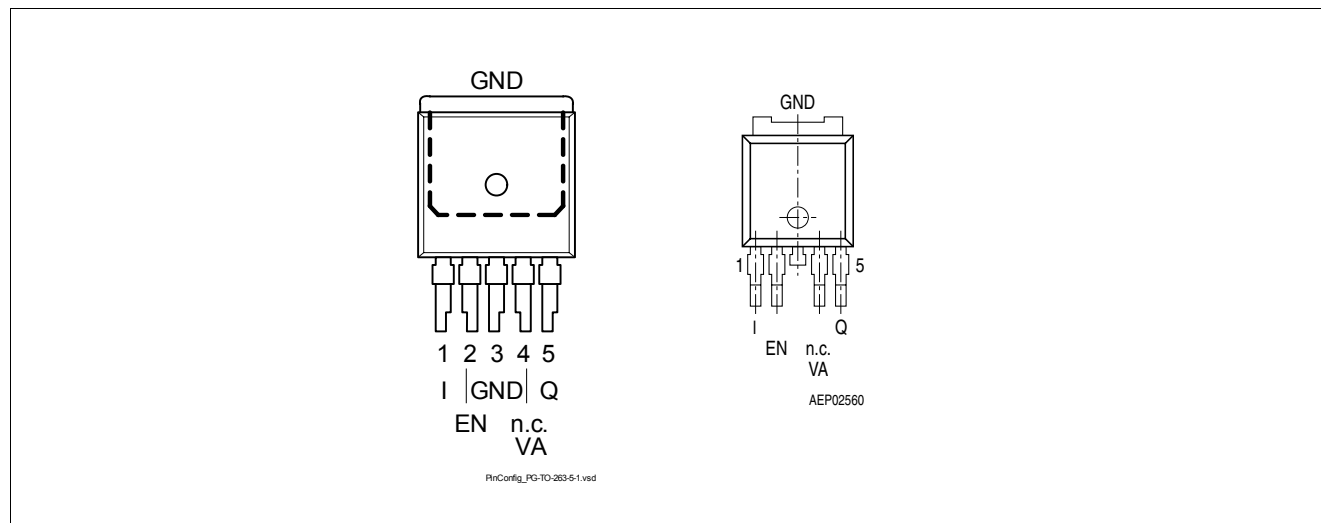 GND
1 2 3 4 5
I GND Q
EN n.c.
VA
PinConfig_PG-TO-263-5-1.vsd
GND
1 5
I Q
EN n.c.
VA
AEP02560